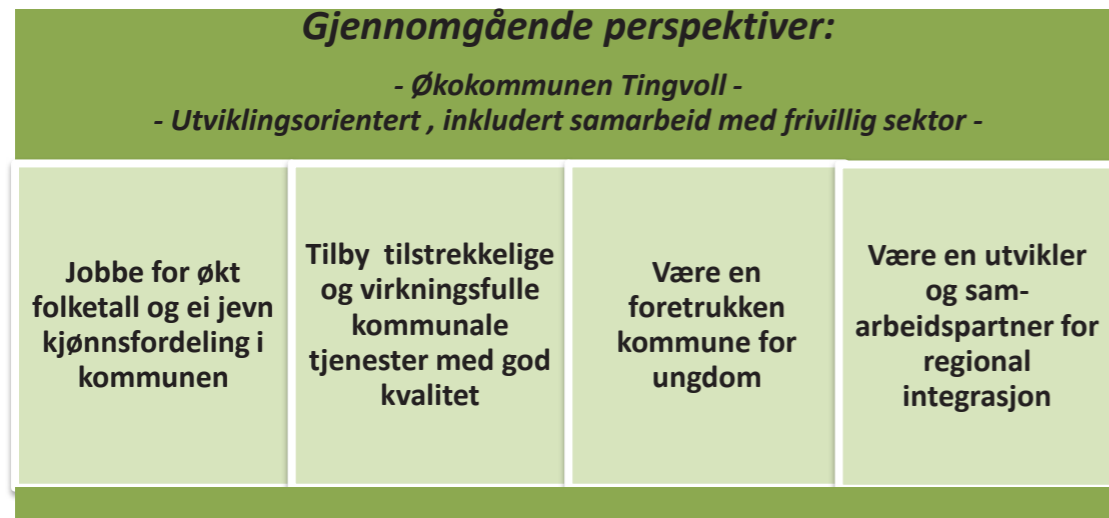 Gjennomgående perspektiver:
- Økokommunen Tingvoll -
- Utviklingsorientert , inkludert samarbeid med frivillig sektor -
Jobbe for økt
folketall og ei jevn
kjønnsfordeling i
kommunen
Tilby  tilstrekkelige
og virkningsfulle
kommunale
tjenester med god
kvalitet
Være en
foretrukken
kommune for
ungdom
Være en utvikler
og sam-
arbeidspartner for
regional
integrasjon